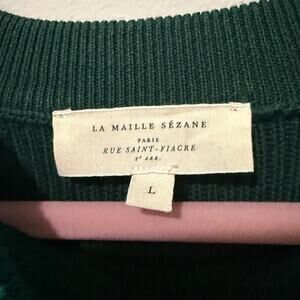 LA MAILLE SÉZANE
PARIS
RUE SAINT-FIACRE
2ᵉ ARR.
L